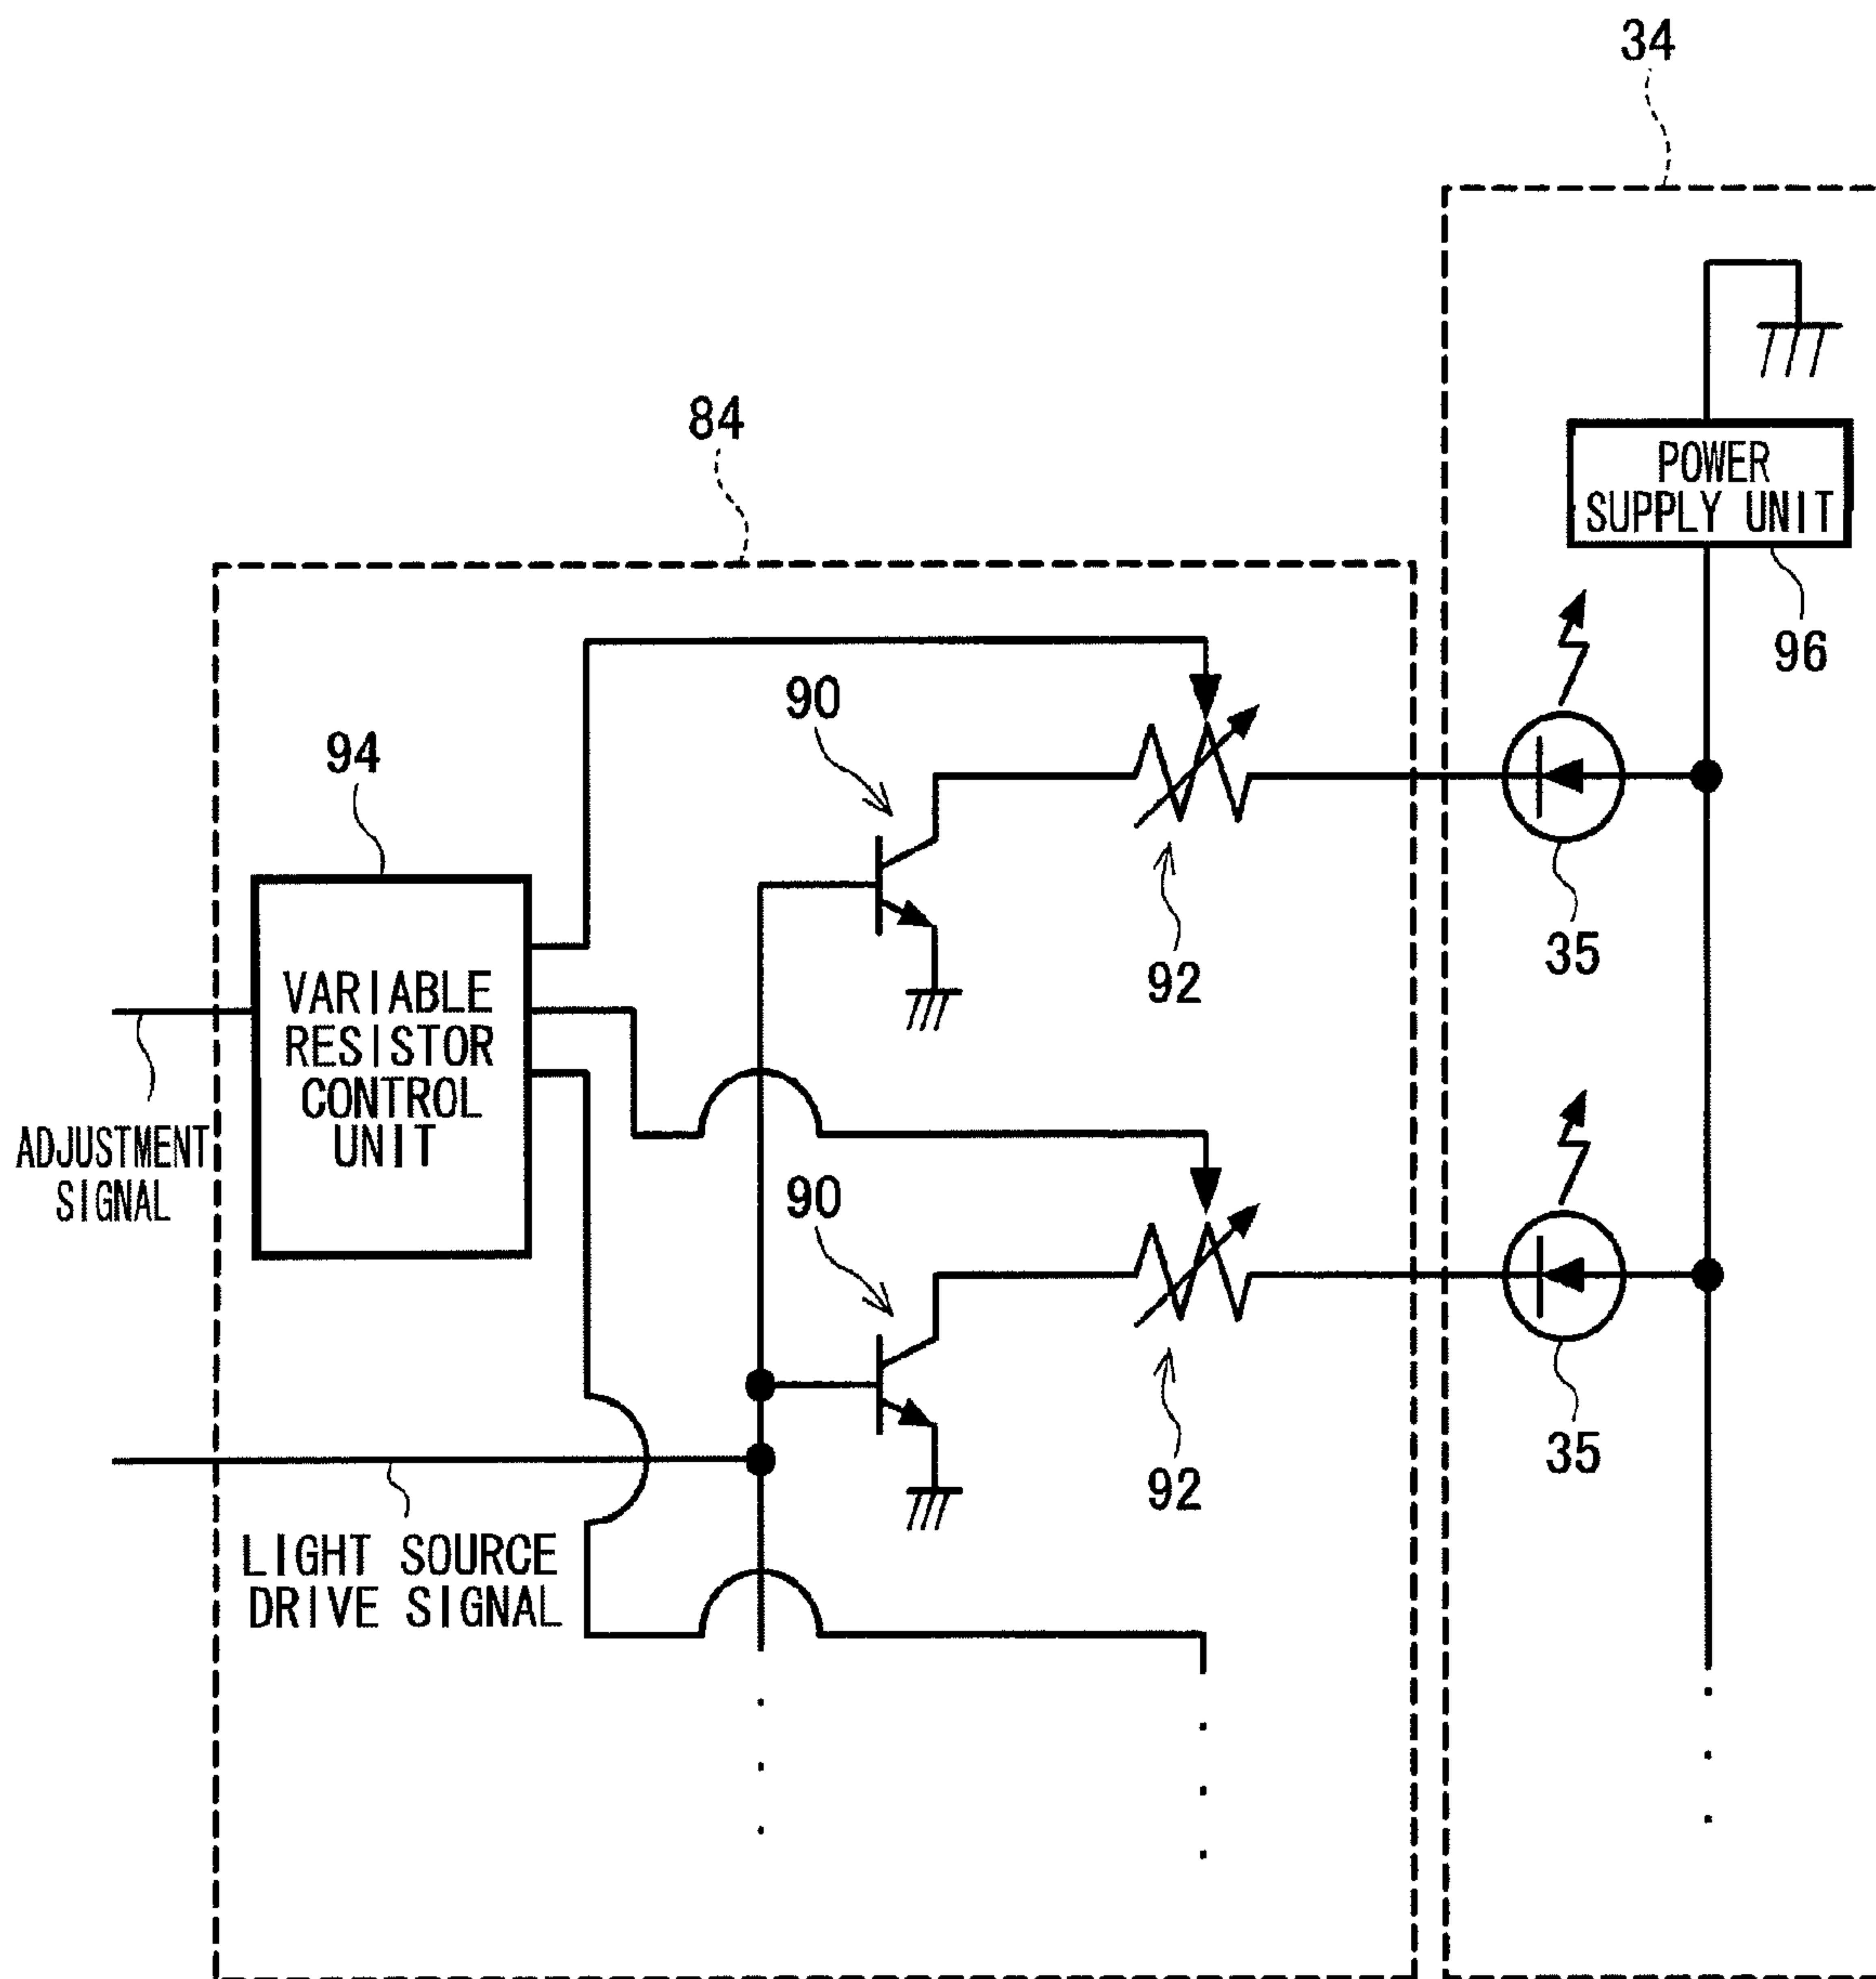 34
84
POWER
SUPPLY UNIT
96
90
94
35
92
VARIABLE
RESISTOR
CONTROL
UNIT
ADJUSTMENT
SIGNAL
90
35
92
LIGHT SOURCE
DRIVE SIGNAL